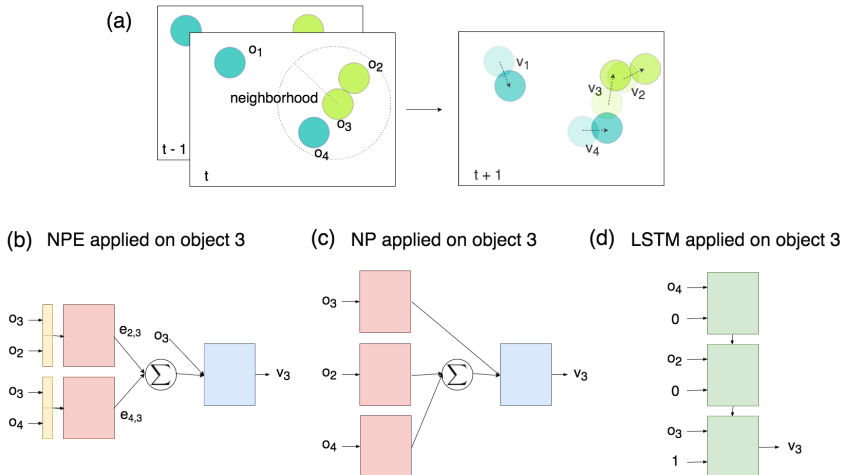 (a)
o1
o2
neighborhood
o3
o4
t - 1
t
v1
v3
v2
v4
t + 1
(b) NPE applied on object 3
(c) NP applied on object 3
(d) LSTM applied on object 3
o3
o2
e2,3
o3
Σ
v3
o3
o4
e4,3
o3
o2
Σ
v3
o4
o4
0
o2
0
o3
1
v3